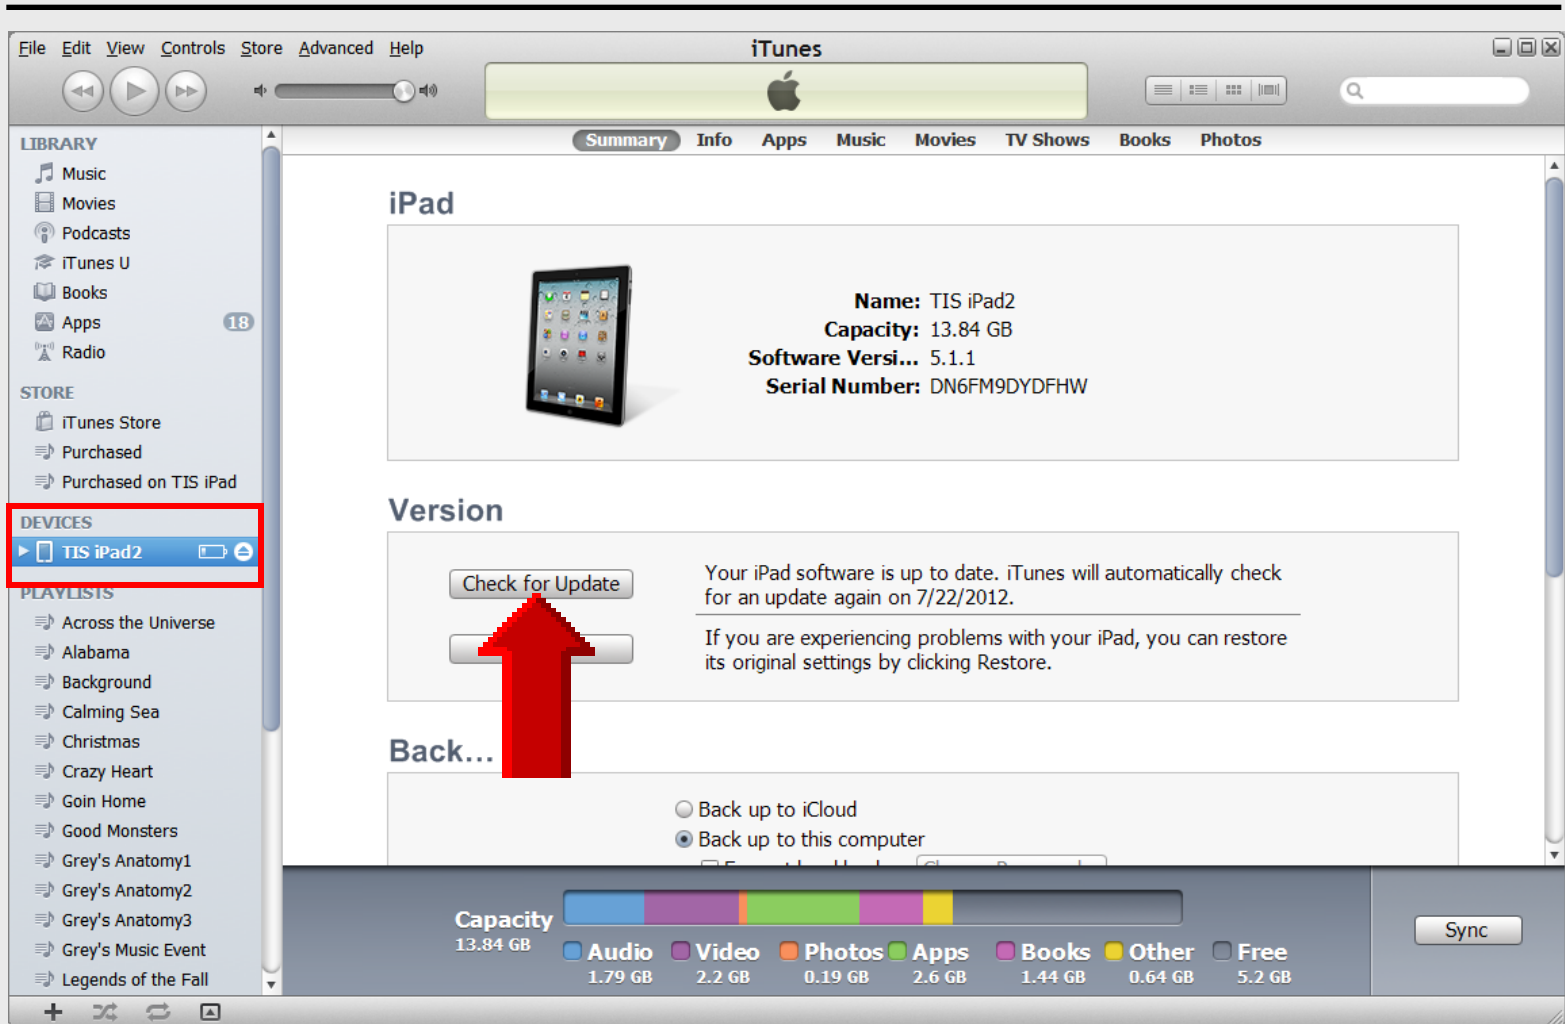 iTunes
File Edit View Controls Store Advanced Help
Summary Info Apps Music Movies TV Shows Books Photos
LIBRARY
Music
Movies
Podcasts
iTunes U
Books
Apps 18
Radio
STORE
iTunes Store
Purchased
Purchased on TIS iPad
DEVICES
TIS iPad2
PLAYLISTS
Across the Universe
Alabama
Background
Calming Sea
Christmas
Crazy Heart
Goin Home
Good Monsters
Grey's Anatomy1
Grey's Anatomy2
Grey's Anatomy3
Grey's Music Event
Legends of the Fall
iPad
Name: TIS iPad2
Capacity: 13.84 GB
Software Versi... 5.1.1
Serial Number: DN6FM9DYDFHW
Version
Check for Update
Your iPad software is up to date. iTunes will automatically check
for an update again on 7/22/2012.
If you are experiencing problems with your iPad, you can restore
its original settings by clicking Restore.
Back...
Back up to iCloud
Back up to this computer
Capacity
13.84 GB
Audio Video Photos Apps Books Other Free
1.79 GB 2.2 GB 0.19 GB 2.6 GB 1.44 GB 0.64 GB 5.2 GB
Sync